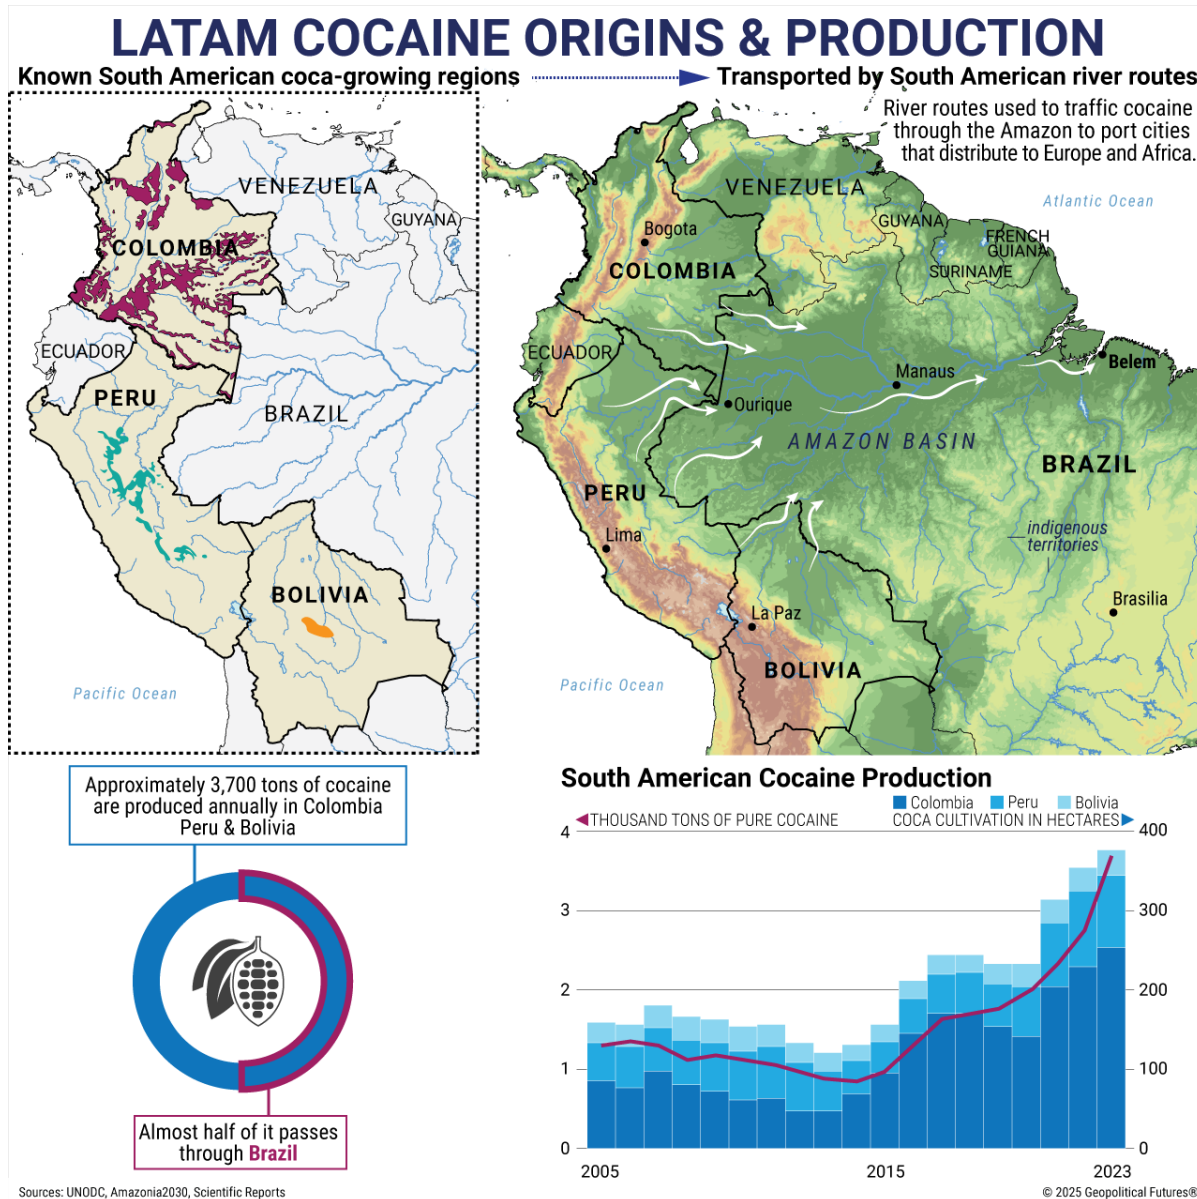 LATAM COCAINE ORIGINS & PRODUCTION
Known South American coca-growing regions
Transported by South American river routes
River routes used to traffic cocaine
through the Amazon to port cities
that distribute to Europe and Africa.
VENEZUELA
GUYANA
COLOMBIA
ECUADOR
PERU
BRAZIL
BOLIVIA
Pacific Ocean
Atlantic Ocean
VENEZUELA
GUYANA
FRENCH
GUIANA
SURINAME
Bogota
COLOMBIA
ECUADOR
Manaus
Belem
Ourique
AMAZON BASIN
BRAZIL
PERU
Lima
indigenous
territories
Brasilia
La Paz
BOLIVIA
Pacific Ocean
Approximately 3,700 tons of cocaine
are produced annually in Colombia
Peru & Bolivia
Almost half of it passes
through Brazil
South American Cocaine Production
Colombia
Peru
Bolivia
THOUSAND TONS OF PURE COCAINE
COCA CULTIVATION IN HECTARES
4
400
3
300
2
200
1
100
0
0
2005
2015
2023
Sources: UNODC, Amazonia2030, Scientific Reports
© 2025 Geopolitical Futures®